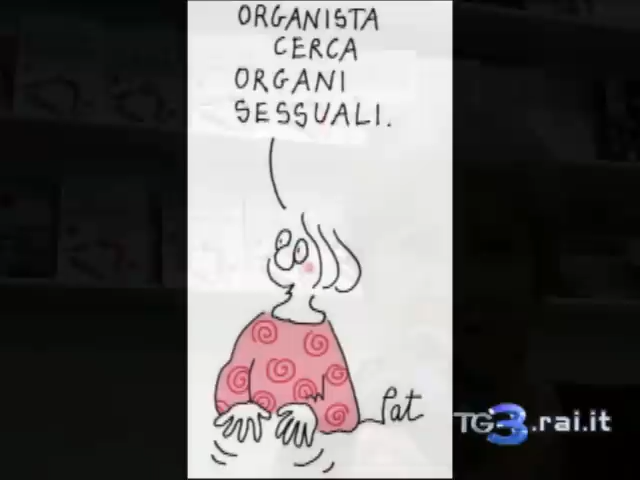 ORGANISTA
CERCA
ORGANI
SESSUALI.
Pat
TG3.rai.it